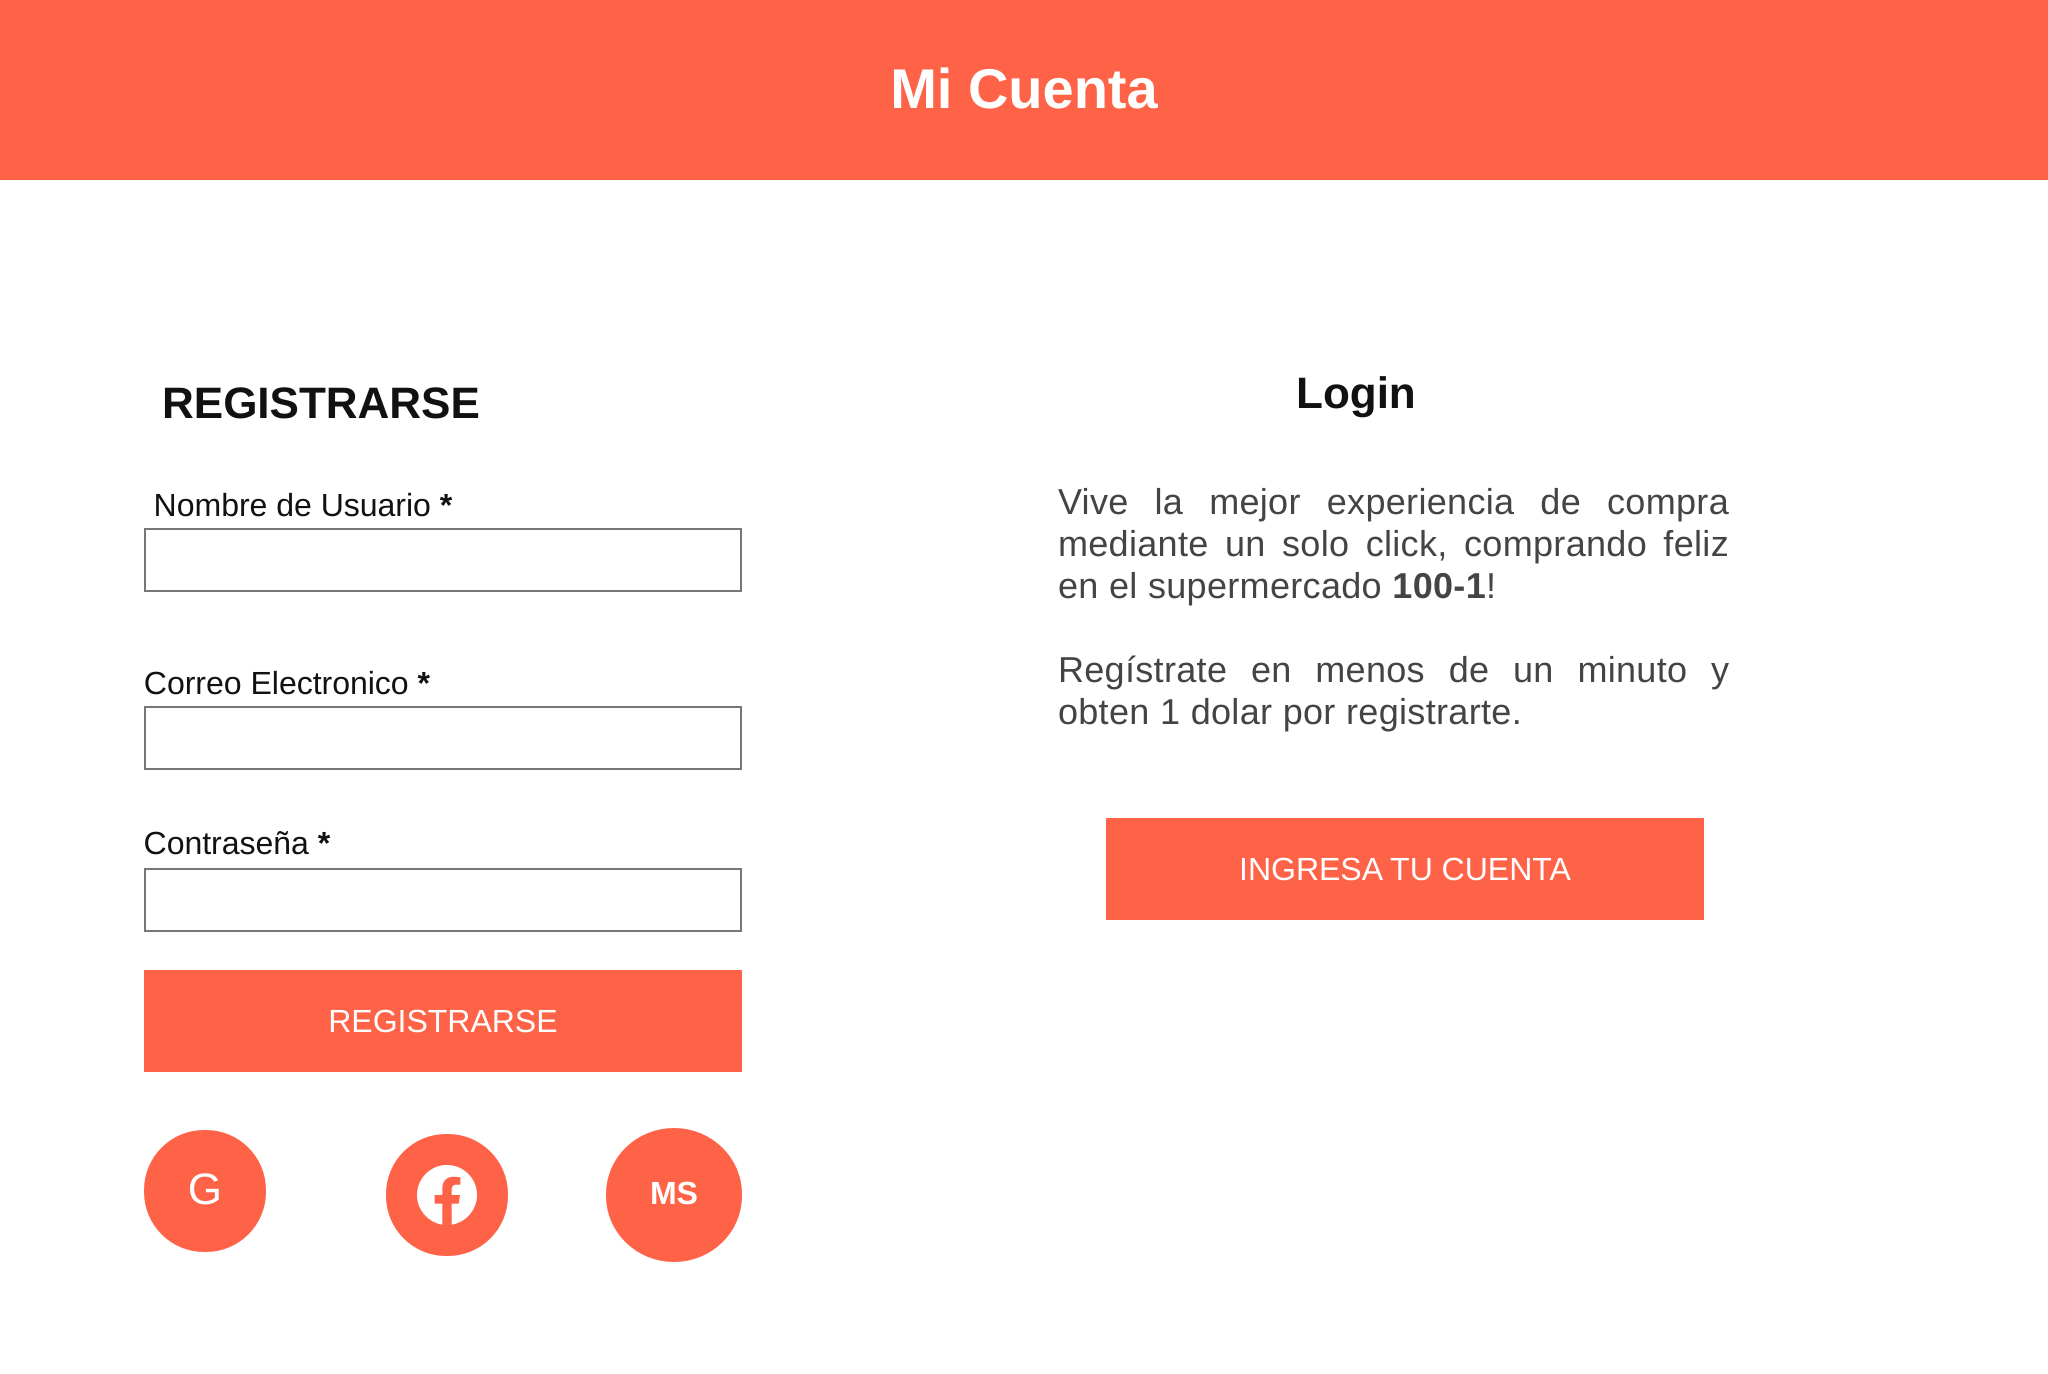 Mi Cuenta
REGISTRARSE
Nombre de Usuario *
Correo Electronico *
Contraseña *
REGISTRARSE
G
MS
Login
Vive la mejor experiencia de compra
mediante un solo click, comprando feliz
en el supermercado 100-1!
Regístrate en menos de un minuto y
obten 1 dolar por registrarte.
INGRESA TU CUENTA